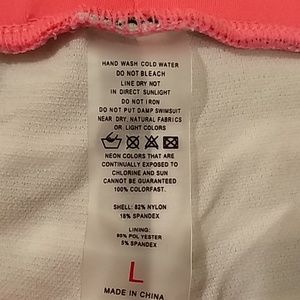 HAND WASH COLD WATER
DO NOT BLEACH
LINE DRY NOT
IN DIRECT SUNLIGHT
DO NOT IRON
DO NOT PUT DAMP SWIMSUIT
NEAR DRY, NATURAL FABRICS
OR LIGHT COLORS
NEON COLORS THAT ARE
CONTINUALLY EXPOSED TO
CHLORINE AND SUNLIGHT
CANNOT BE GUARANTEED
100% COLORFAST.
SHELL: 82% NYLON
18% SPANDEX
LINING:
95% POLYESTER
5% SPANDEX
L
MADE IN CHINA